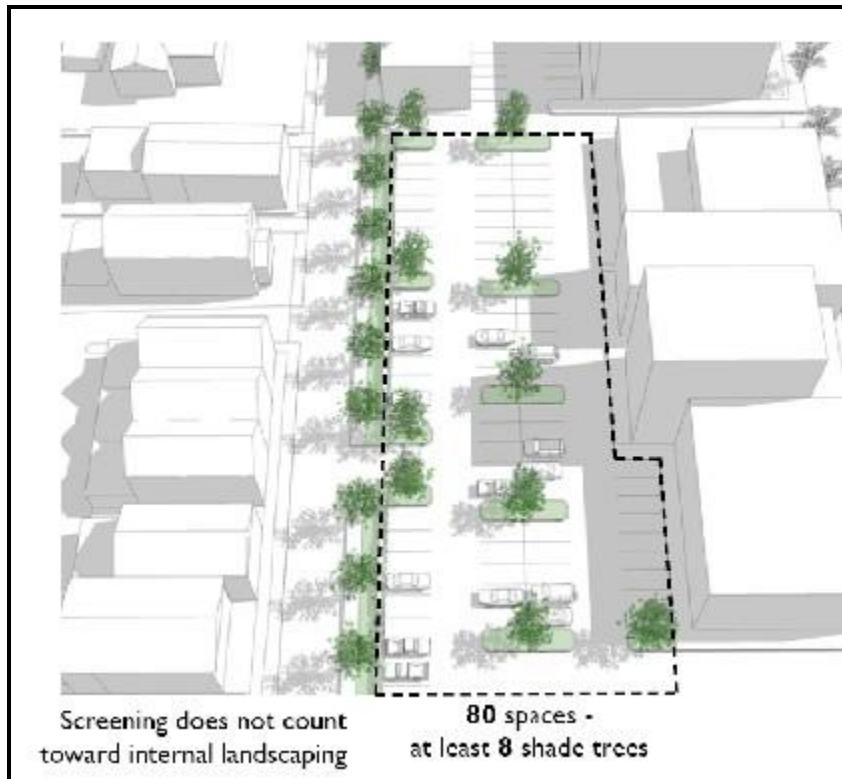 Screening does not count
toward internal landscaping
80 spaces -
at least 8 shade trees